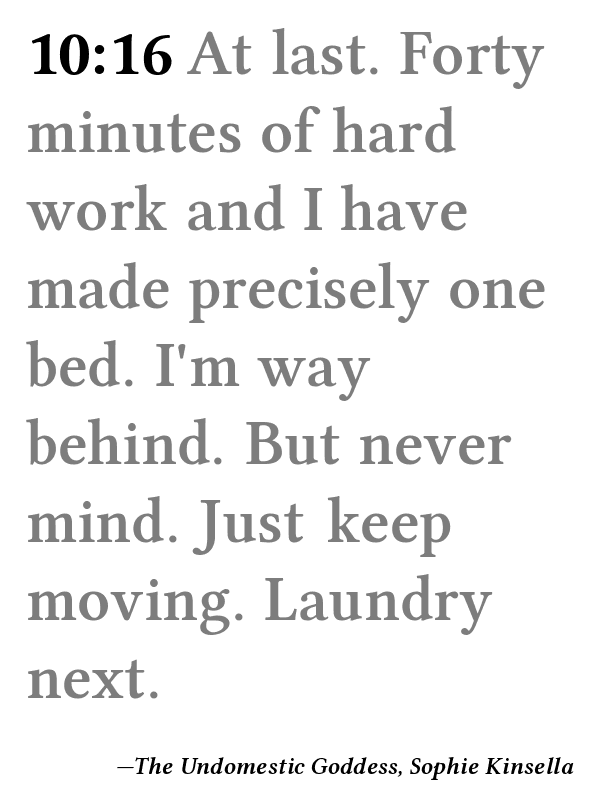 10:16 At last. Forty
minutes of hard
work and I have
made precisely one
bed. I'm way
behind. But never
mind. Just keep
moving. Laundry
next.
—The Undomestic Goddess, Sophie Kinsella